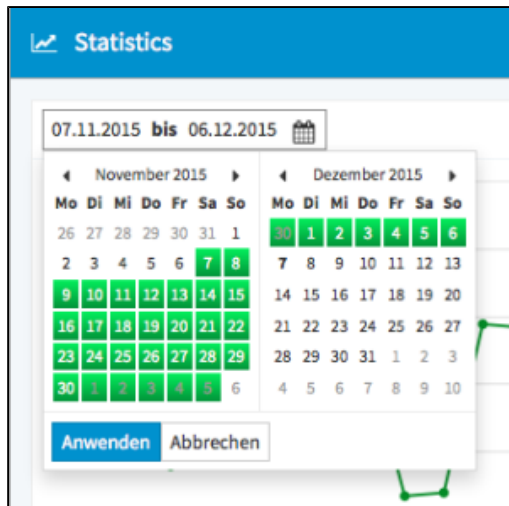 Statistics
07.11.2015 bis 06.12.2015
November 2015
Mo Di Mi Do Fr Sa So
26 27 28 29 30 31 1
2 3 4 5 6 7 8
9 10 11 12 13 14 15
16 17 18 19 20 21 22
23 24 25 26 27 28 29
30 1 2 3 4 5 6
Dezember 2015
Mo Di Mi Do Fr Sa So
30 1 2 3 4 5 6
7 8 9 10 11 12 13
14 15 16 17 18 19 20
21 22 23 24 25 26 27
28 29 30 31 1 2 3
4 5 6 7 8 9 10
Anwenden Abbrechen